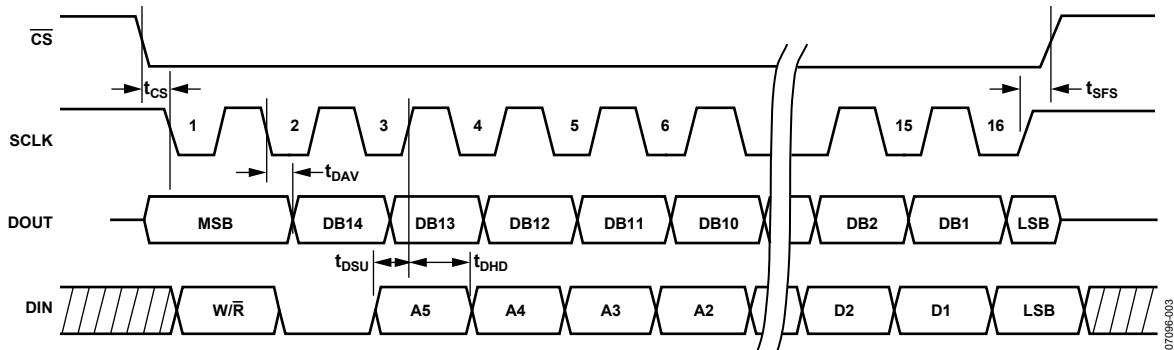 CS
tCS
tSFS
SCLK
1 2 3 4 5 6 15 16
tDAV
DOUT
MSB DB14 DB13 DB12 DB11 DB10 DB2 DB1 LSB
tDSU tDHD
DIN
W/R A5 A4 A3 A2 D2 D1 LSB
07096-003